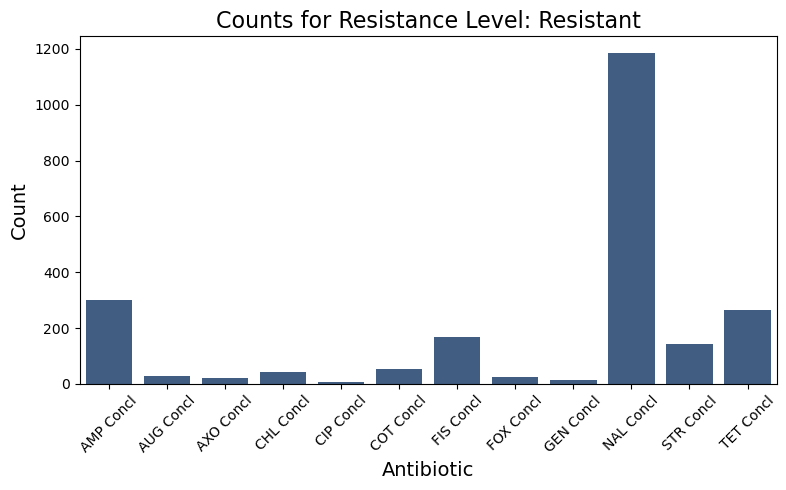 Counts for Resistance Level: Resistant
Count
1200
1000
800
600
400
200
0
AMP Concl
AUG Concl
AXO Concl
CHL Concl
CIP Concl
COT Concl
FIS Concl
FOX Concl
GEN Concl
NAL Concl
STR Concl
TET Concl
Antibiotic